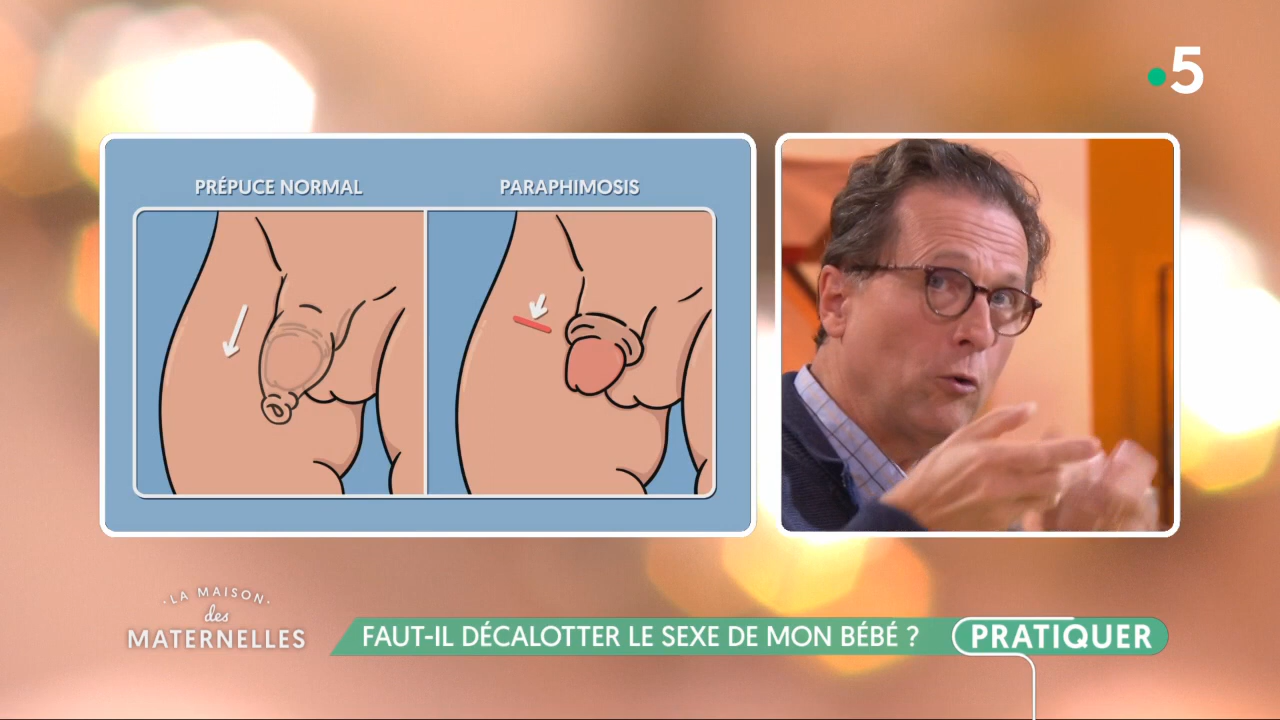 5
PRÉPUCE NORMAL
PARAPHIMOSIS
LA MAISON
des
MATERNELLES
FAUT-IL DÉCALOTTER LE SEXE DE MON BÉBÉ ?
PRATIQUER